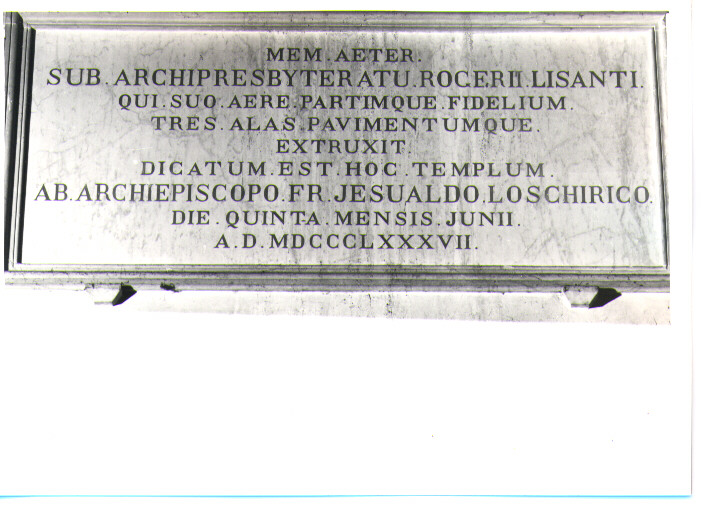 MEM.AETER.
SUB.ARCHIPRESBYTERATU.ROCERII.LISANTI.
QUI.SUO.AERE.PARTIMQUE.FIDELIUM.
TRES.ALAS.PAVIMENTUMQUE.
EXTRUXIT.
DICATUM.EST.HOC.TEMPLUM.
AB.ARCHIEPISCOPO.FR.JESUALDO.LOSCHIRICO.
DIE.QUINTA.MENSIS.JUNII.
A.D.MDCCCLXXXVII.